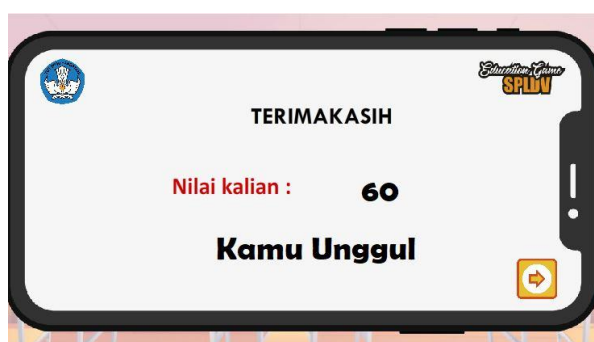 Education Game
SPLDV
TERIMAKASIH
Nilai kalian : 60
Kamu Unggul